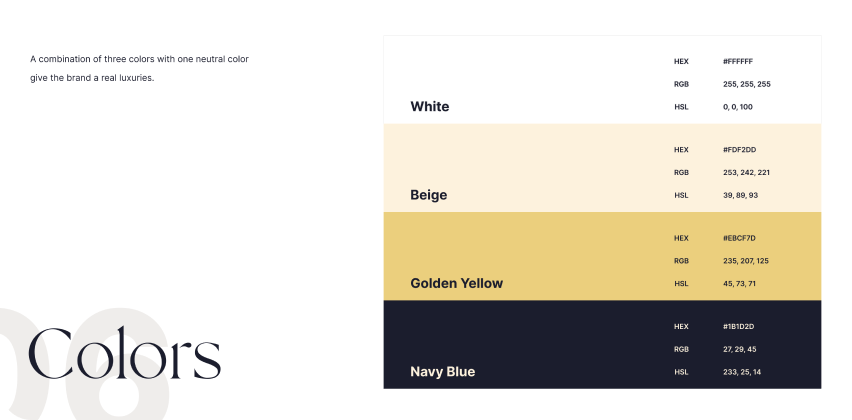 A combination of three colors with one neutral color
give the brand a real luxuries.
08
Colors
White
HEX #FFFFFF
RGB 255, 255, 255
HSL 0, 0, 100
Beige
HEX #FDF2DD
RGB 253, 242, 221
HSL 39, 89, 93
Golden Yellow
HEX #EBCF7D
RGB 235, 207, 125
HSL 45, 73, 71
Navy Blue
HEX #1B1D2D
RGB 27, 29, 45
HSL 233, 25, 14